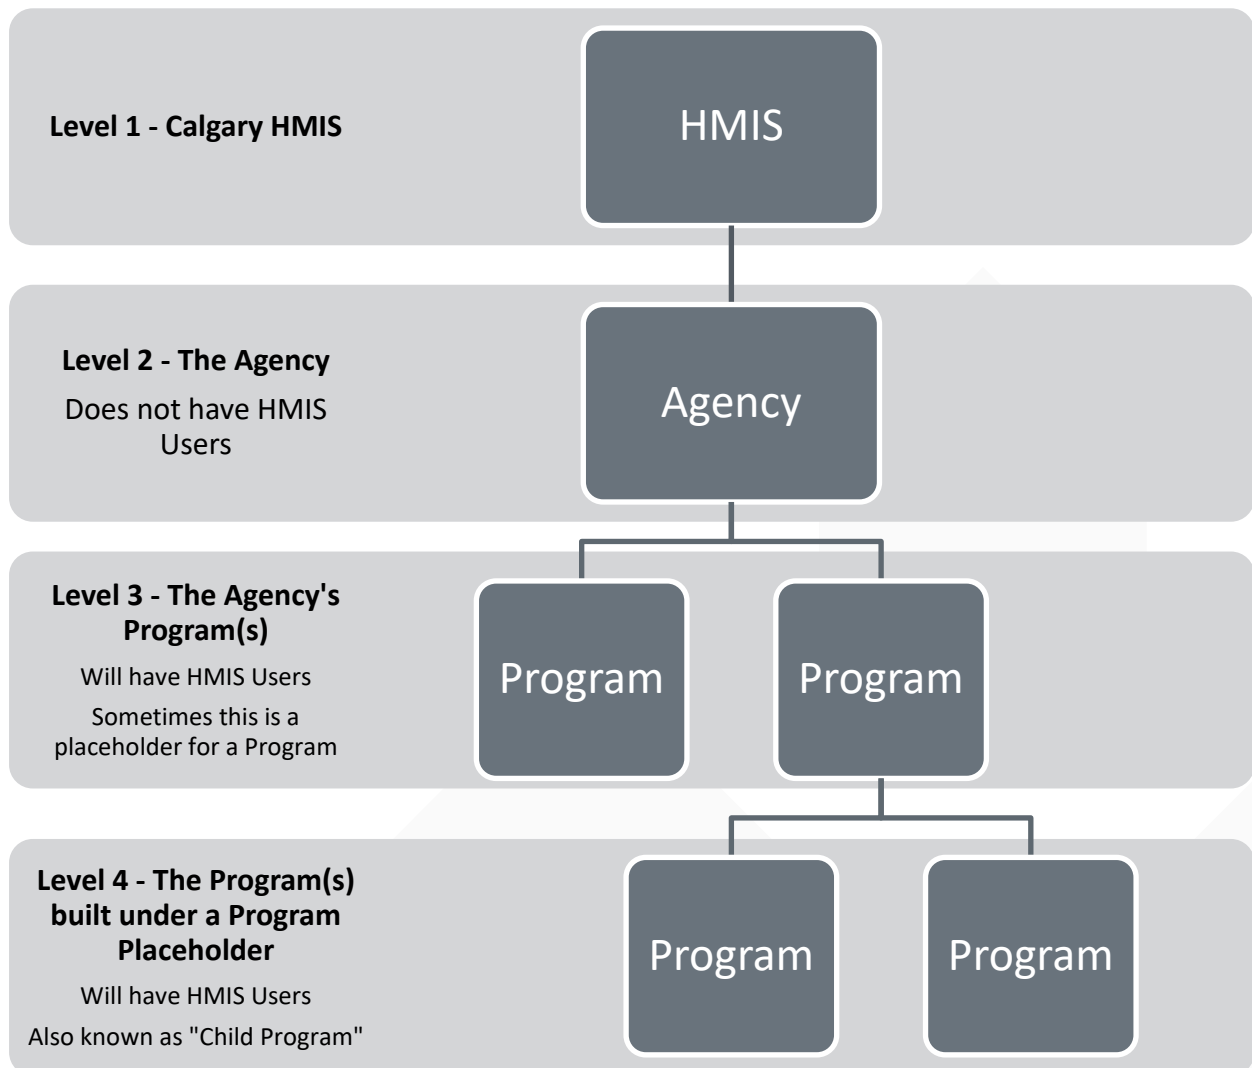 Level 1 - Calgary HMIS
HMIS
Level 2 - The Agency
Does not have HMIS
Users
Agency
Level 3 - The Agency's
Program(s)
Will have HMIS Users
Sometimes this is a
placeholder for a Program
Program
Program
Level 4 - The Program(s)
built under a Program
Placeholder
Will have HMIS Users
Also known as "Child Program"
Program
Program